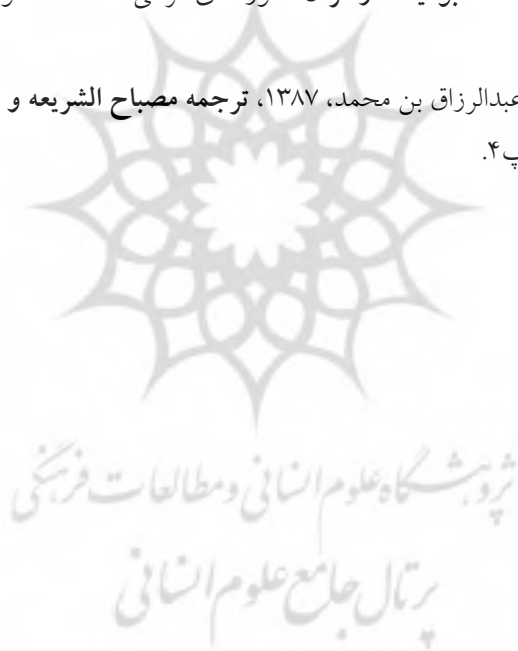 عبدالرزاق بن محمد، ۱۳۸۷، ترجمه مصباح الشریعه و
پ۴.
پژوهشگاه علوم انسانی و مطالعات فرهنگی
پرتال جامع علوم انسانی